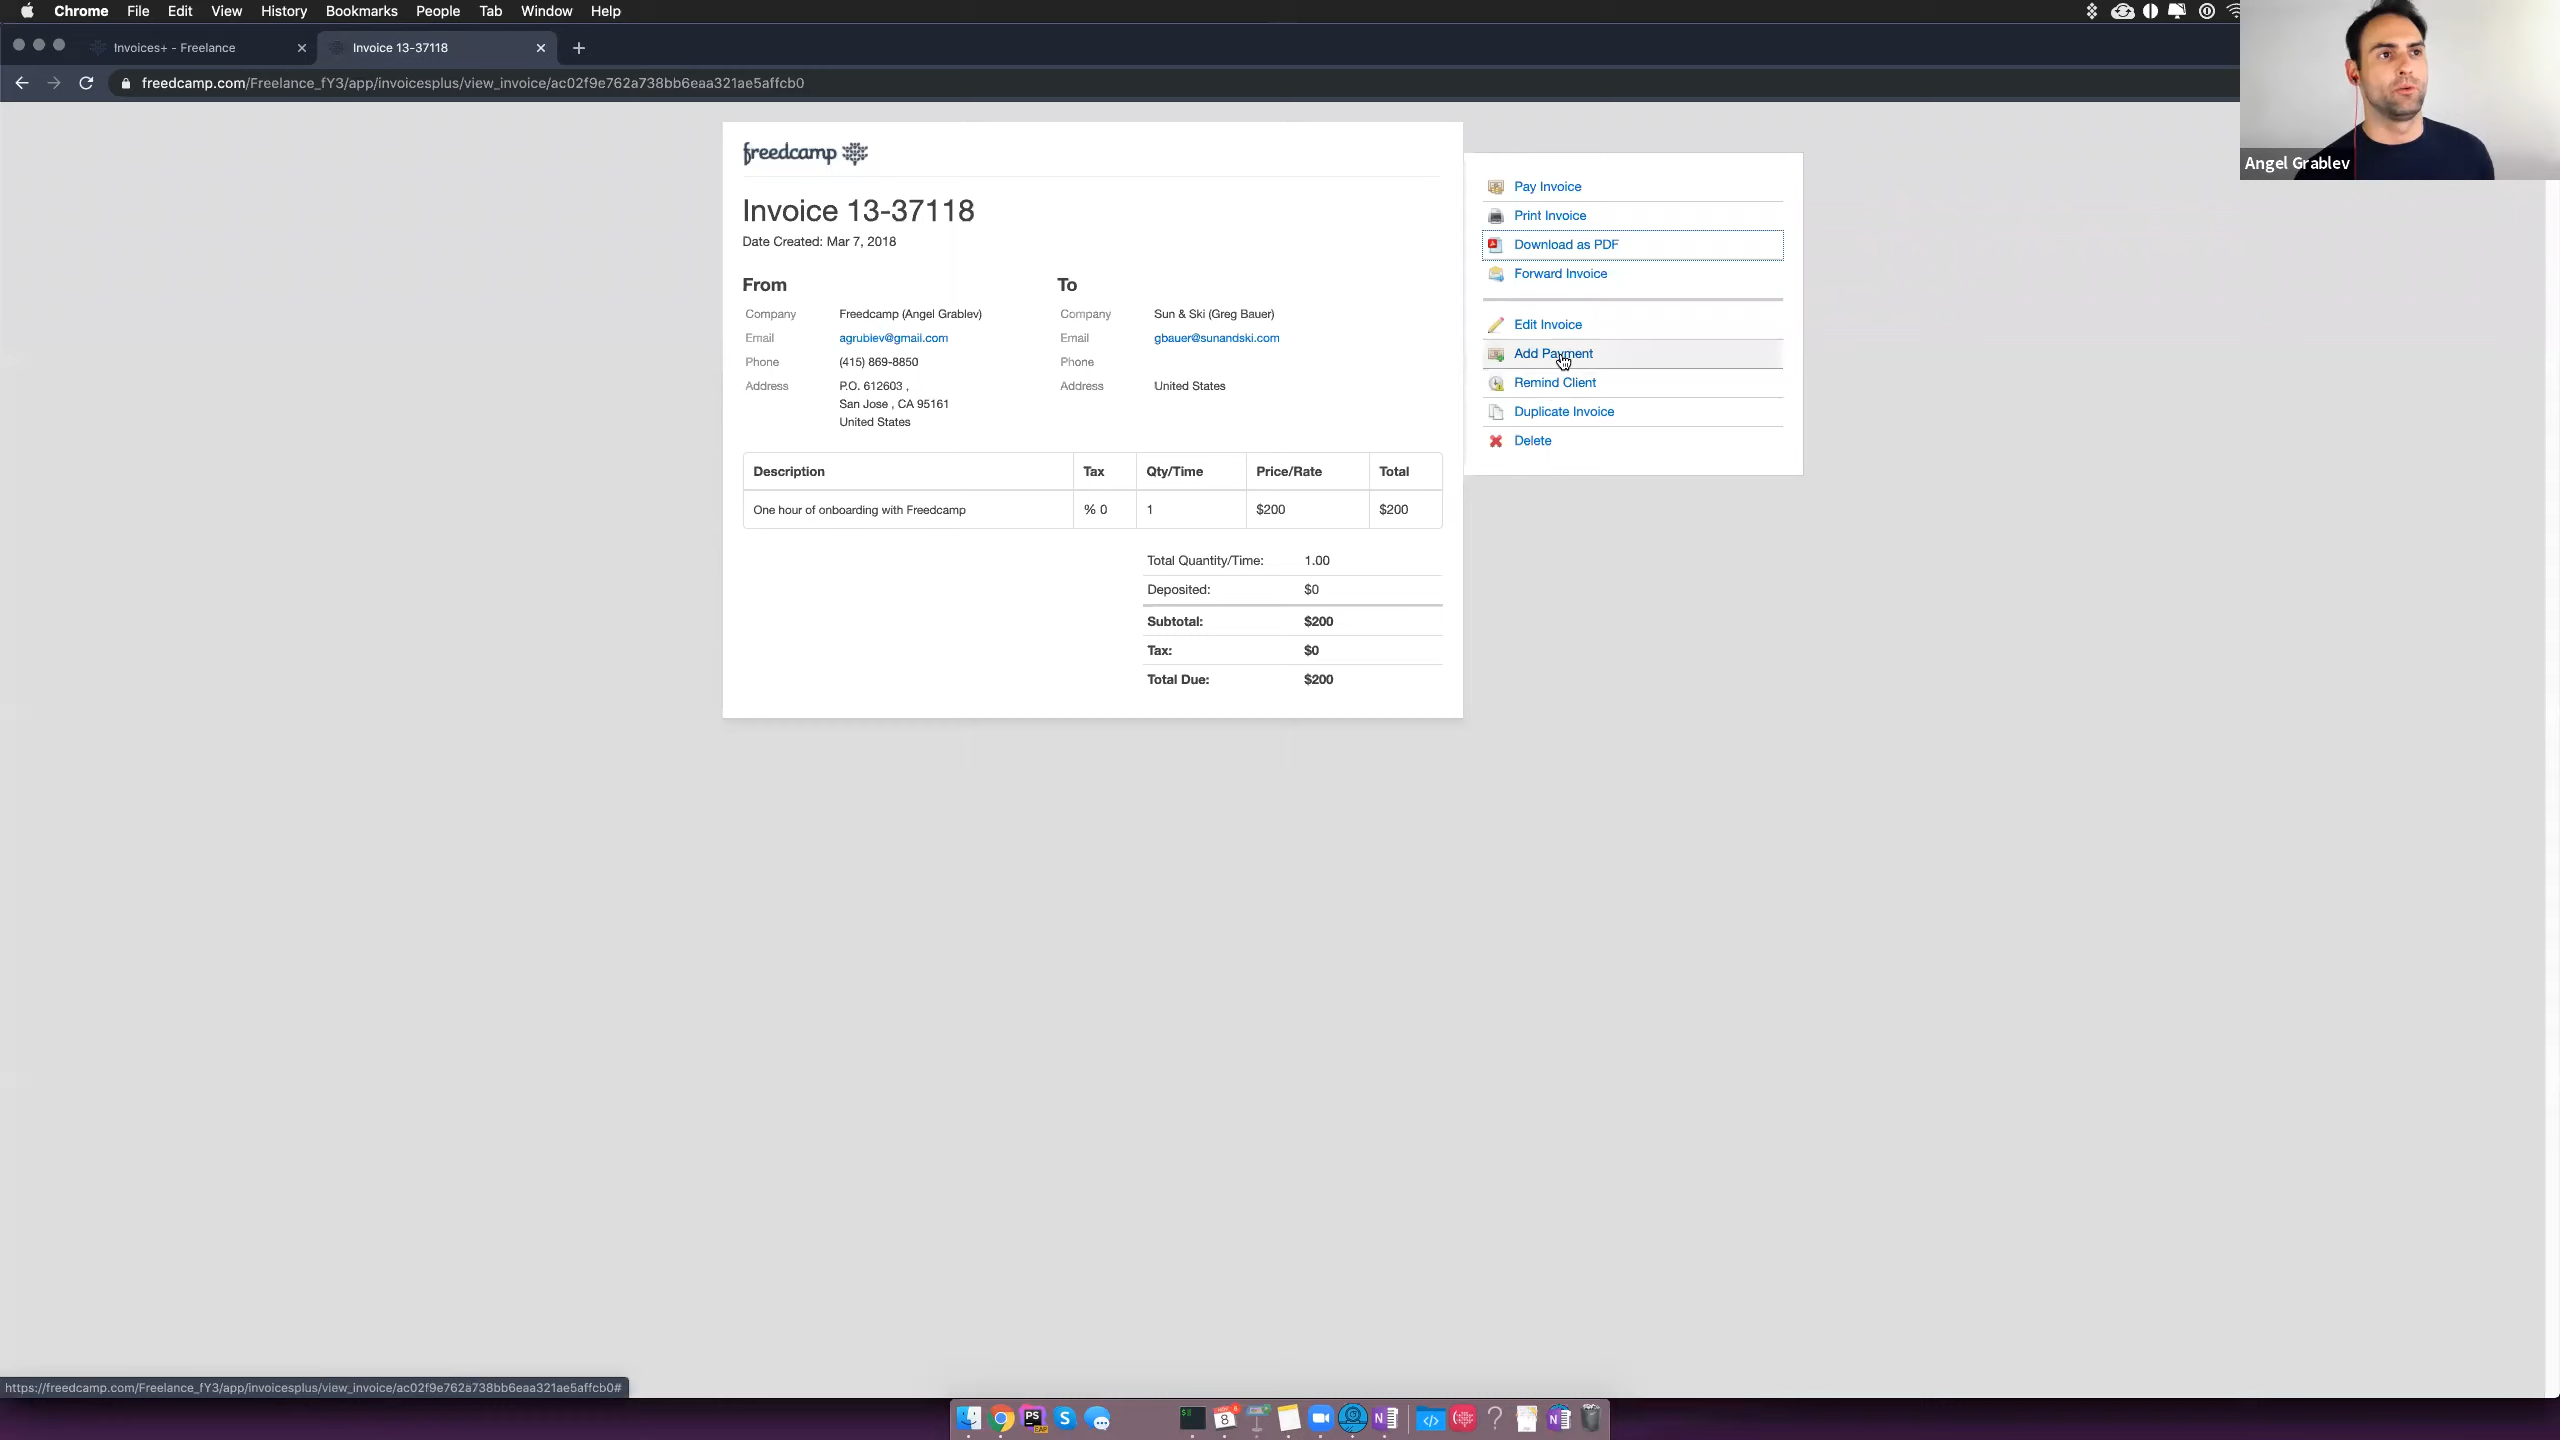 Chrome File Edit View History Bookmarks People Tab Window Help
Invoices+ - Freelance
Invoice 13-37118
freedcamp.com/Freelance_fY3/app/invoicesplus/view_invoice/ac02f9e762a738bb6eaa321ae5affcb0
Angel Grablev
freedcamp
Invoice 13-37118
Date Created: Mar 7, 2018
From
Company Freedcamp (Angel Grablev)
Email agrublev@gmail.com
Phone (415) 869-8850
Address P.O. 612603 ,
San Jose , CA 95161
United States
To
Company Sun & Ski (Greg Bauer)
Email gbauer@sunandski.com
Phone
Address United States
Description Tax Qty/Time Price/Rate Total
One hour of onboarding with Freedcamp % 0 1 $200 $200
Total Quantity/Time: 1.00
Deposited: $0
Subtotal: $200
Tax: $0
Total Due: $200
Pay Invoice
Print Invoice
Download as PDF
Forward Invoice
Edit Invoice
Add Payment
Remind Client
Duplicate Invoice
Delete
https://freedcamp.com/Freelance_fY3/app/invoicesplus/view_invoice/ac02f9e762a738bb6eaa321ae5affcb0#
PS
EAP
S
8
N
N